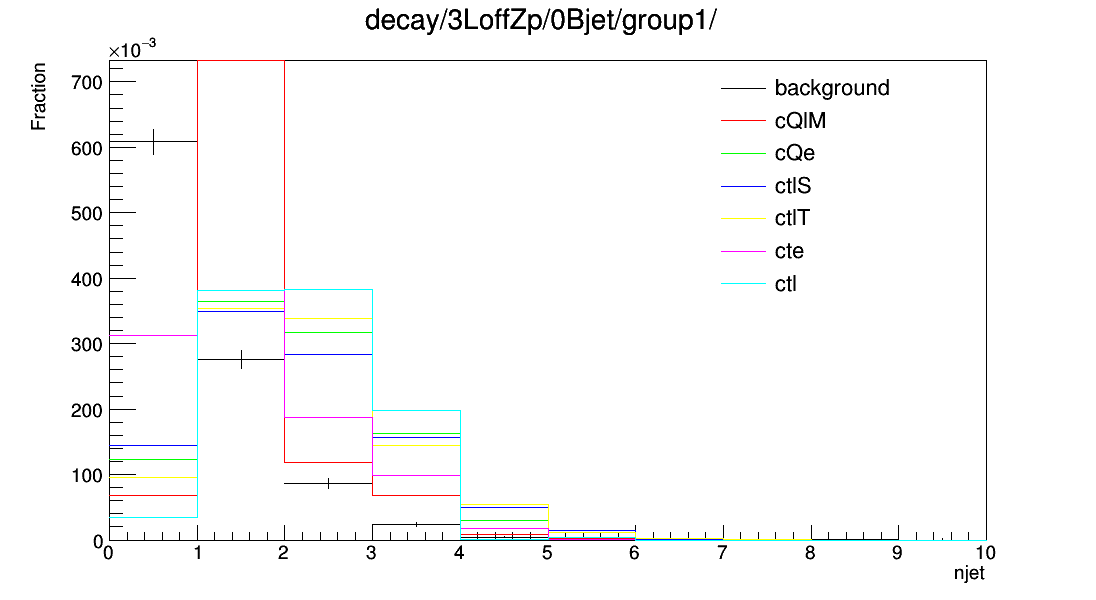 decay/3LoffZp/0Bjet/group1/
×10⁻³
Fraction
700
600
500
400
300
200
100
0
background
cQlM
cQe
ctlS
ctlT
cte
ctl
0 1 2 3 4 5 6 7 8 9 10
njet